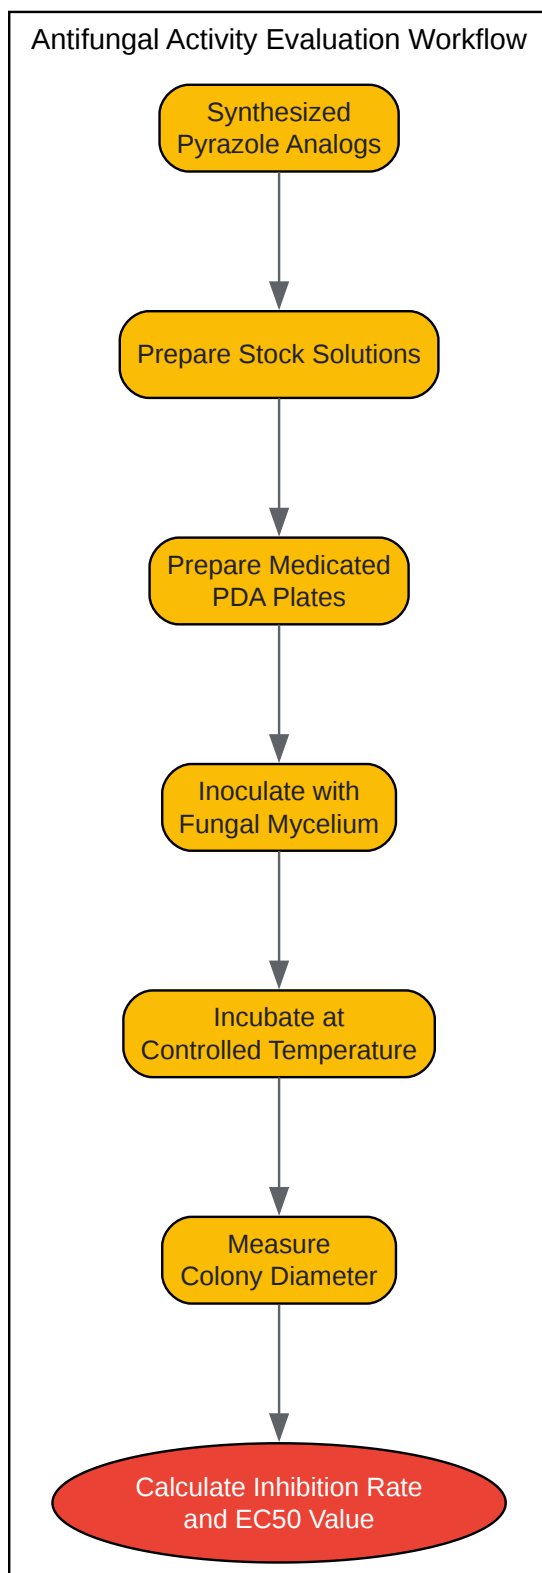 Antifungal Activity Evaluation Workflow
Synthesized
Pyrazole Analogs
Prepare Stock Solutions
Prepare Medicated
PDA Plates
Inoculate with
Fungal Mycelium
Incubate at
Controlled Temperature
Measure
Colony Diameter
Calculate Inhibition Rate
and EC50 Value